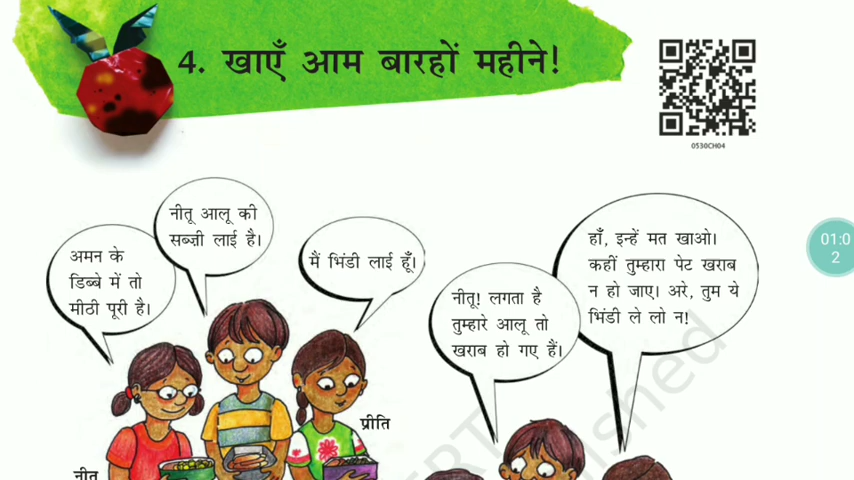 4. खाएँ आम बारहों महीने!
0530CH04
नीतू आलू की
सब्ज़ी लाई है।
अमन के
डिब्बे में तो
मीठी पूरी है।
मैं भिंडी लाई हूँ।
हाँ, इन्हें मत खाओ।
कहीं तुम्हारा पेट खराब
न हो जाए। अरे, तुम ये
भिंडी ले लो न!
नीतू! लगता है
तुम्हारे आलू तो
खराब हो गए हैं।
01:0
2
प्रीति
नीतू